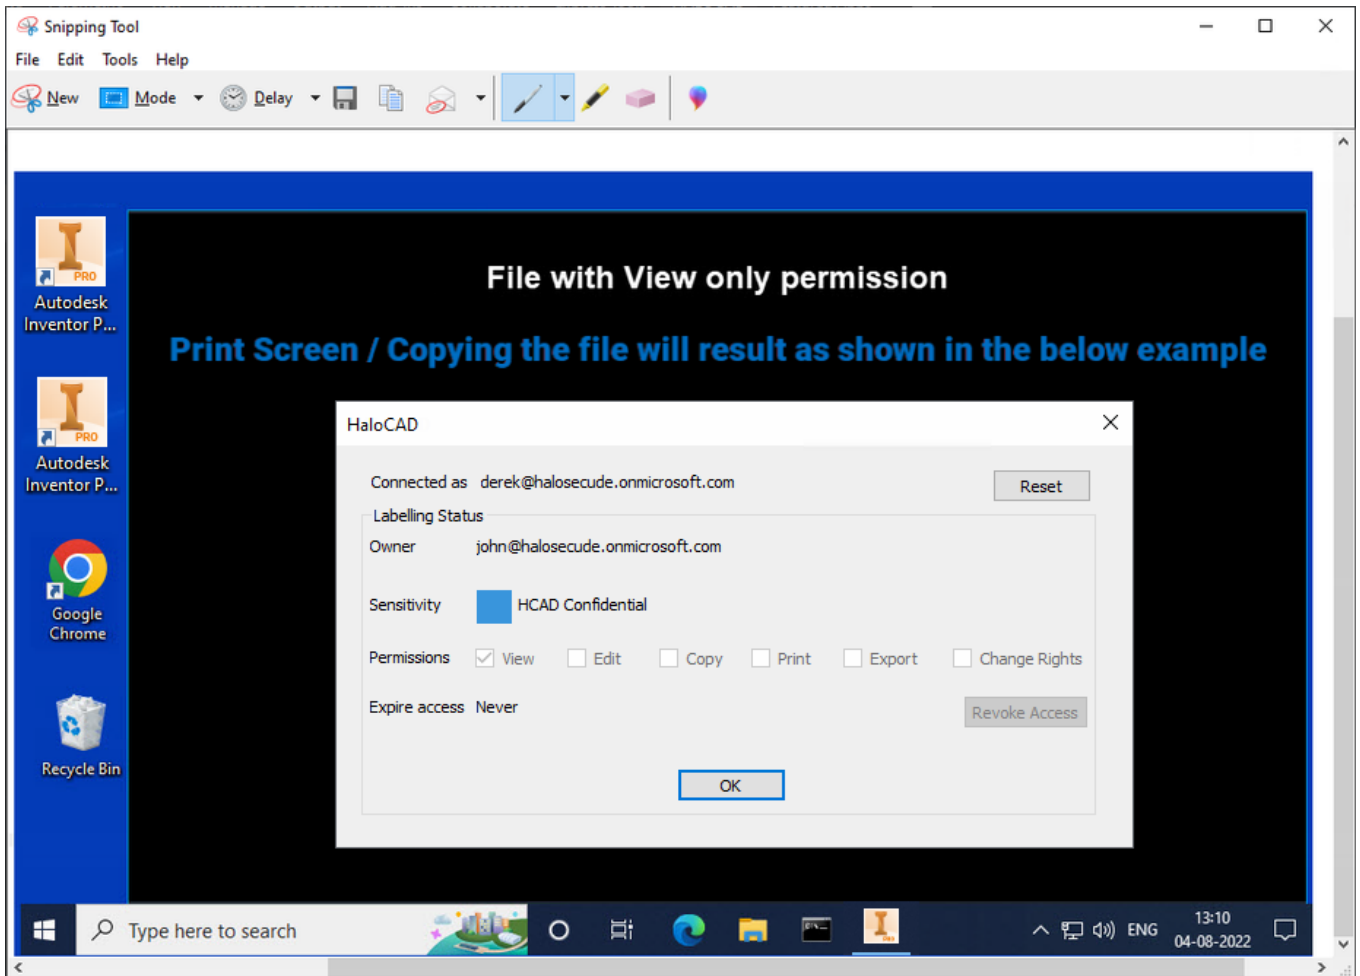 Snipping Tool
File Edit Tools Help
New Mode Delay
PRO
Autodesk
Inventor P...
PRO
Autodesk
Inventor P...
Google
Chrome
Recycle Bin
File with View only permission
Print Screen / Copying the file will result as shown in the below example
HaloCAD
Connected as derek@halosecude.onmicrosoft.com Reset
Labelling Status
Owner john@halosecude.onmicrosoft.com
Sensitivity HCAD Confidential
Permissions View Edit Copy Print Export Change Rights
Expire access Never Revoke Access
OK
Type here to search ENG 13:10
04-08-2022